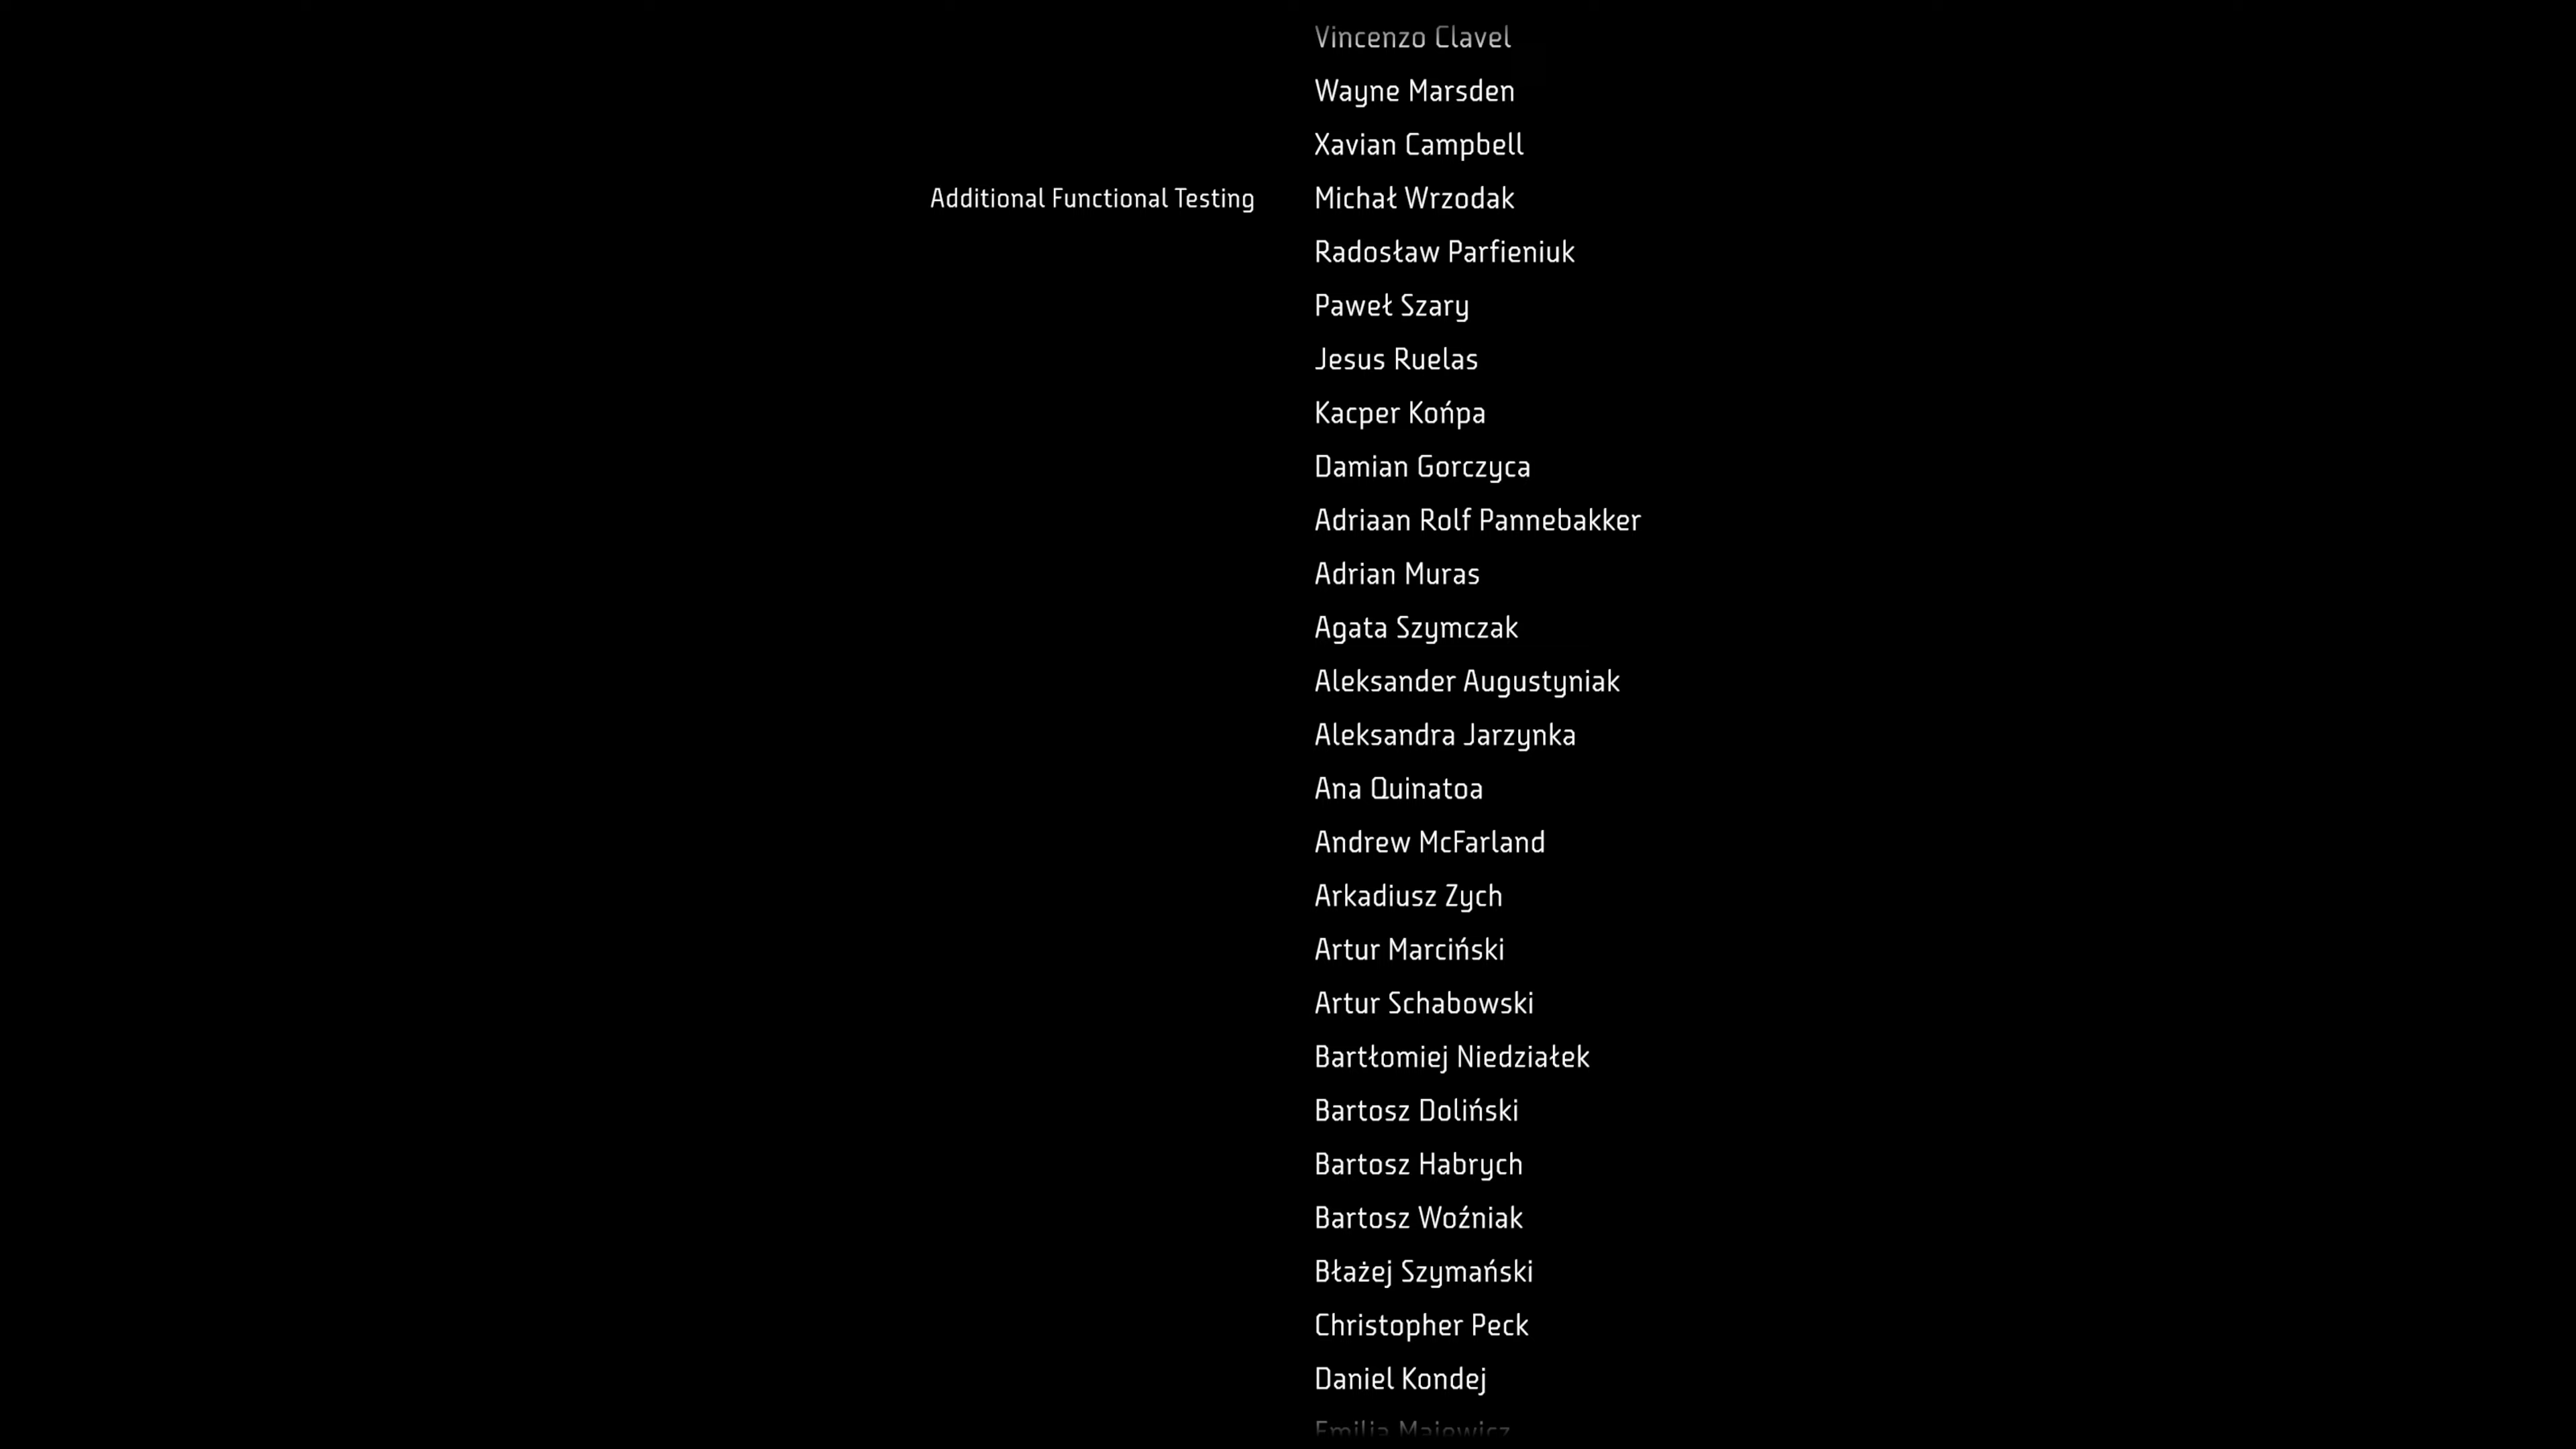 Vincenzo Clavel
Wayne Marsden
Xavian Campbell
Additional Functional Testing Michał Wrzodak
Radosław Parfieniuk
Paweł Szary
Jesus Ruelas
Kacper Końpa
Damian Gorczyca
Adriaan Rolf Pannebakker
Adrian Muras
Agata Szymczak
Aleksander Augustyniak
Aleksandra Jarzynka
Ana Quinatoa
Andrew McFarland
Arkadiusz Zych
Artur Marciński
Artur Schabowski
Bartłomiej Niedziałek
Bartosz Doliński
Bartosz Habrych
Bartosz Woźniak
Błażej Szymański
Christopher Peck
Daniel Kondej
Emilia Majewicz